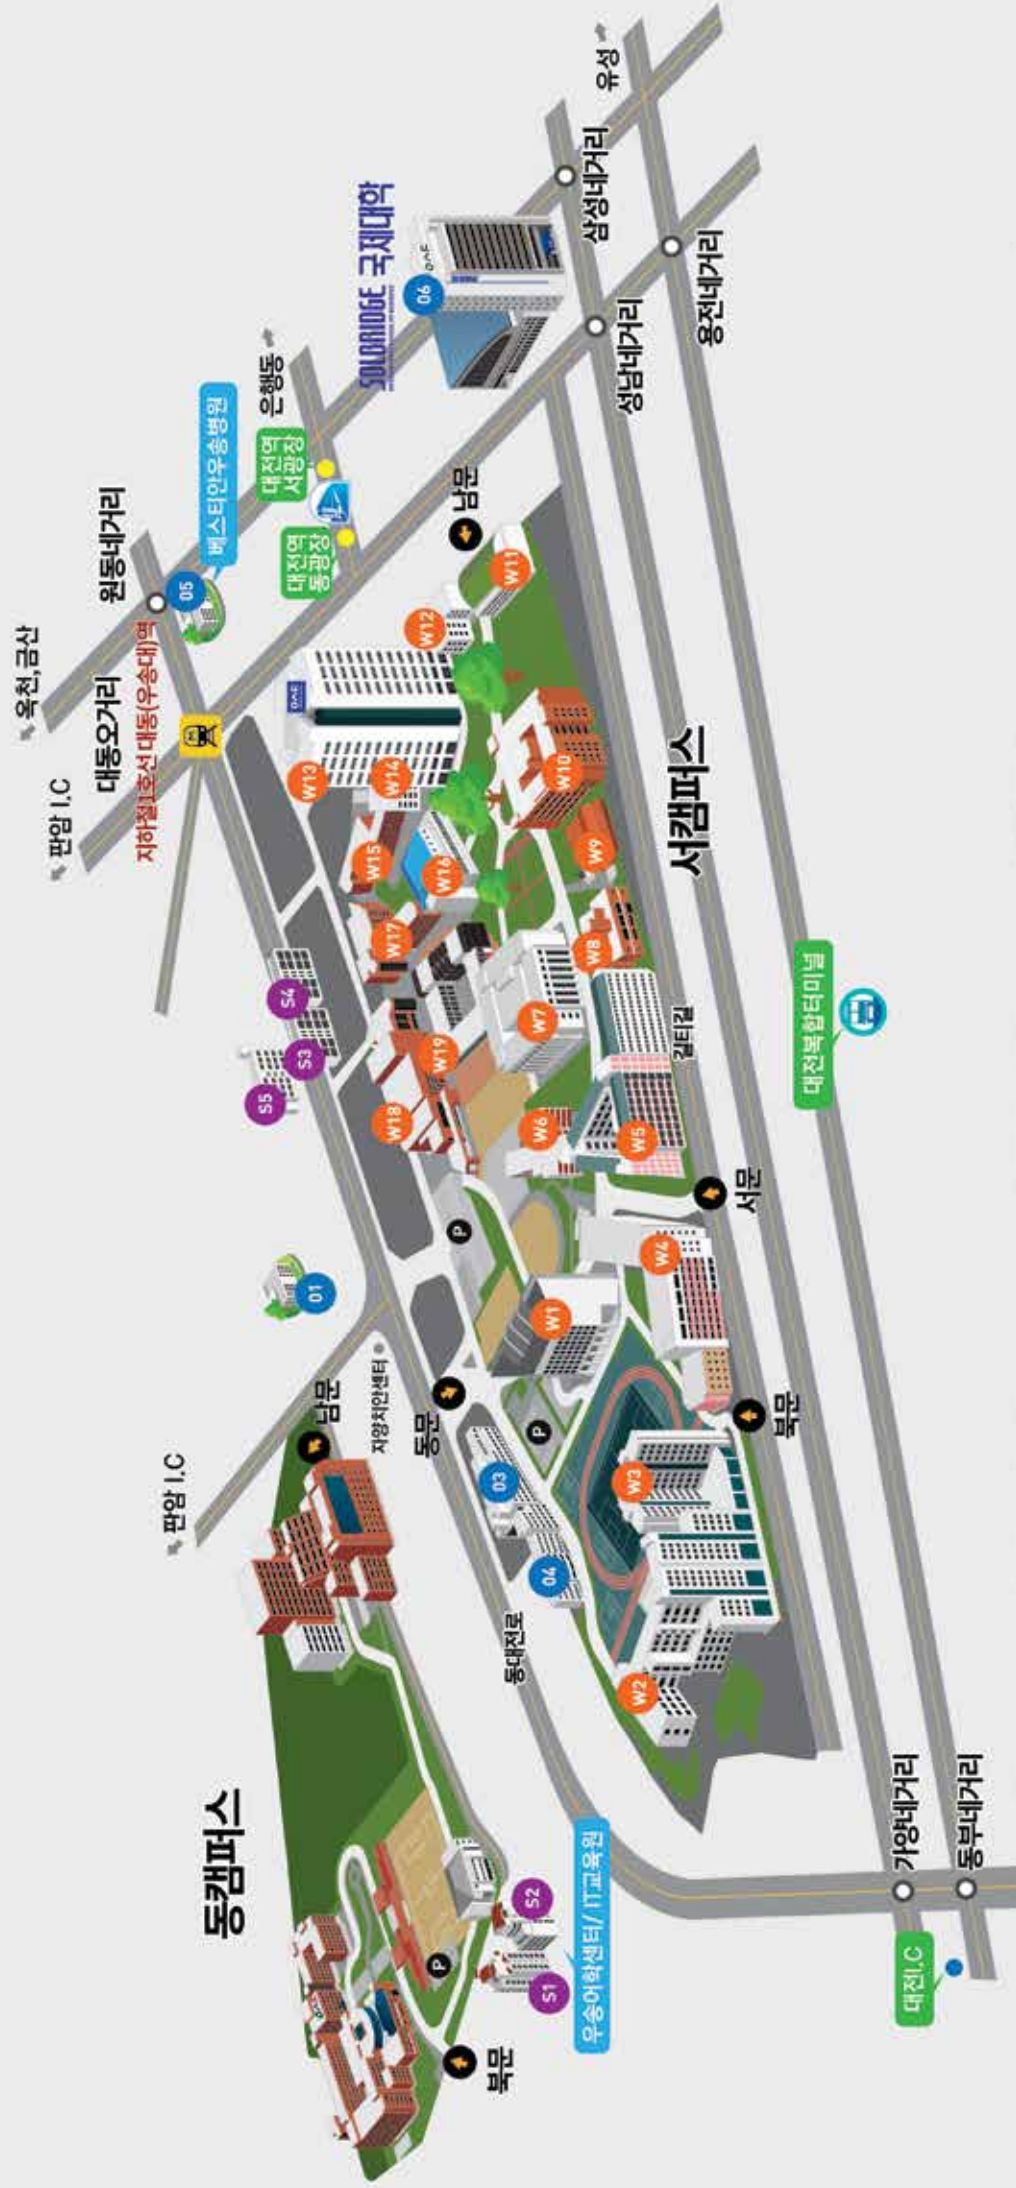 동캠퍼스
북문
P
S1
S2
우송어학센터/ IT교육원
남문
판암 I.C
자양치안센터
동대전로
동문
01
03
04
S5
S3
S4
판암 I.C
옥천,금산
대동오거리
지하철1호선 대동(우송대)역
원동네거리
05
베스티안우송병원
은행동
대전역
서광장
대전역
동광장
SOLBRIDGE 국제대학
06
남문
W13
W14
W12
W11
W15
W16
W17
W10
W9
W8
W18
W19
W7
W6
W5
P
W1
W4
P
W3
W2
서캠퍼스
길티길
서문
북문
삼성네거리
유성
성남네거리
용전네거리
대전복합터미널
가양네거리
동부네거리
대전I.C